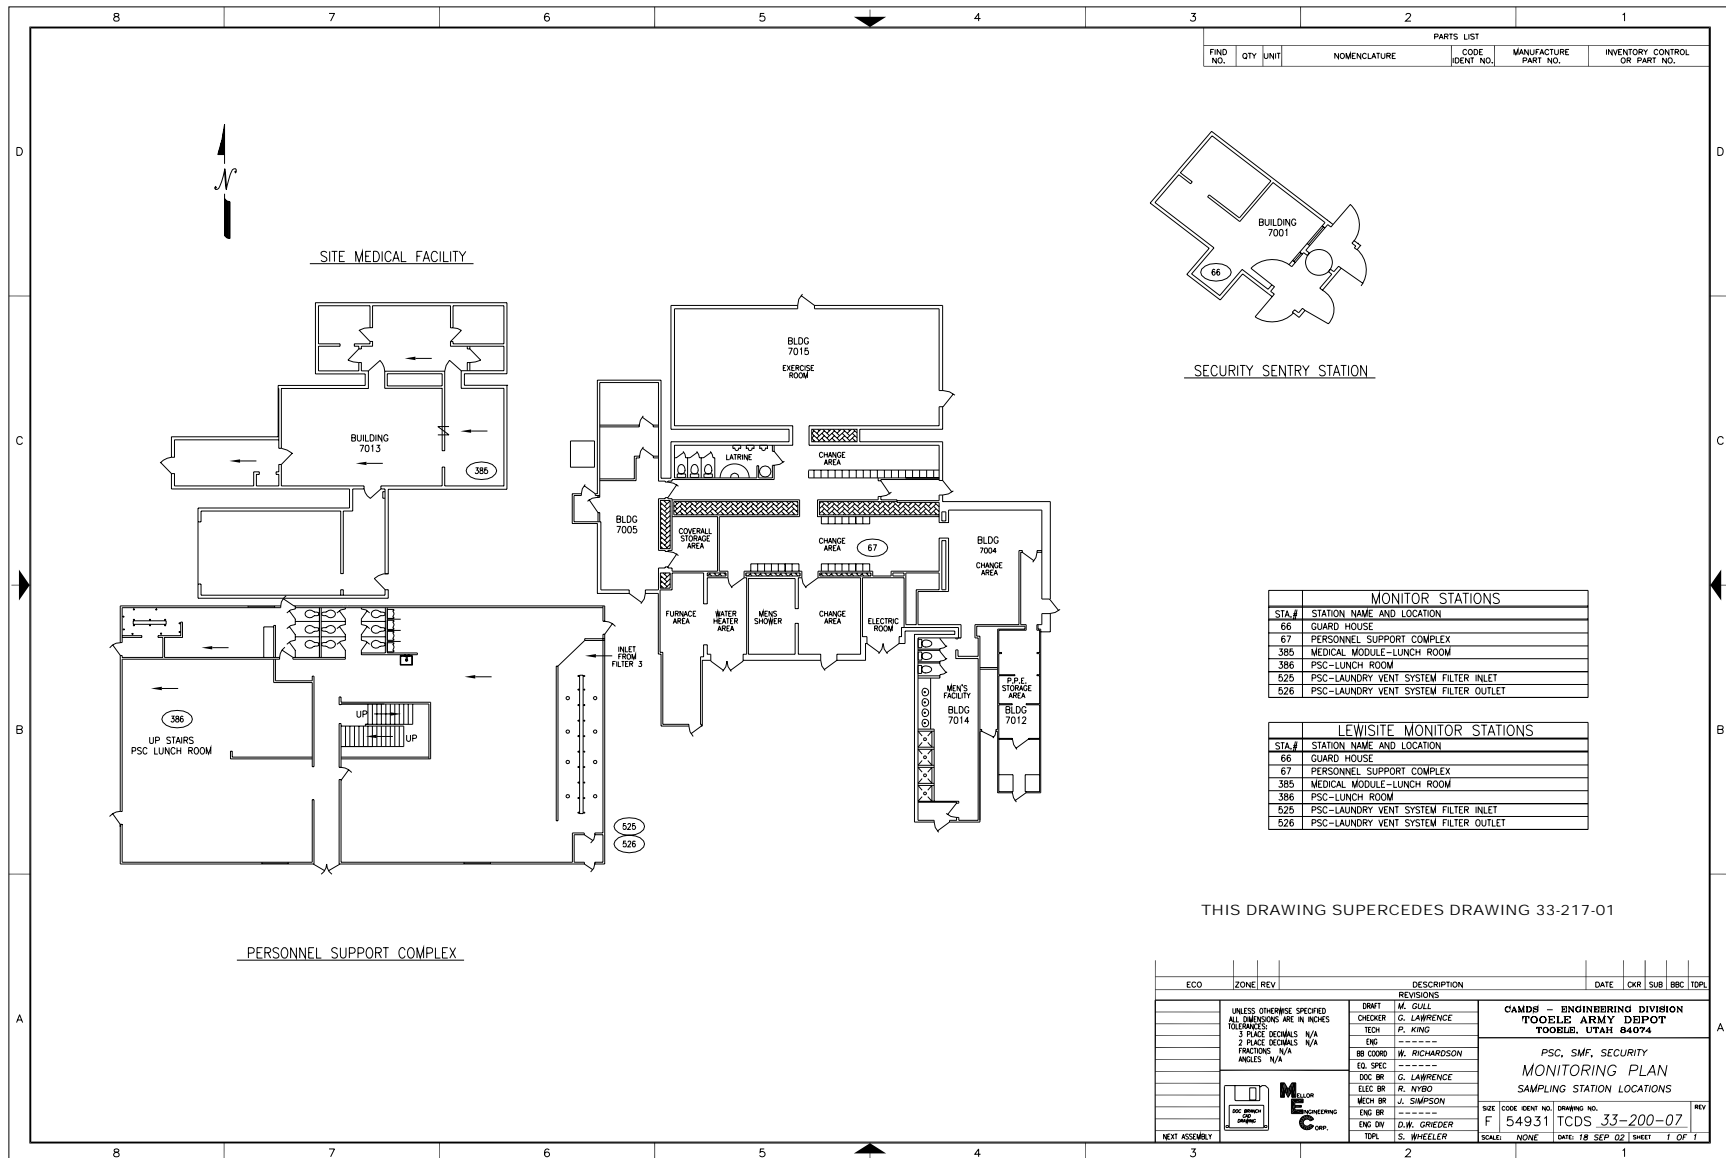 8 7 6 5 4 3 2 1
PARTS LIST
FIND NO. QTY UNIT NOMENCLATURE CODE IDENT NO. MANUFACTURE PART NO. INVENTORY CONTROL OR PART NO.
D D
N
SITE MEDICAL FACILITY
BUILDING
7001
66
SECURITY SENTRY STATION
BLDG
7015
EXERCISE
ROOM
C C
BUILDING
7013
385
LATRINE
CHANGE
AREA
BLDG
7005
COVERALL
STORAGE
AREA
CHANGE
AREA
67
BLDG
7004
CHANGE
AREA
FURNACE
AREA
WATER
HEATER
AREA
MENS
SHOWER
CHANGE
AREA
ELECTRIC
ROOM
INLET
FROM
FILTER 3
MEN'S
FACILITY
BLDG
7014
P.P.E.
STORAGE
AREA
BLDG
7012
B B
386
UP STAIRS
PSC LUNCH ROOM
UP
UP
525
526
MONITOR STATIONS
STA.# STATION NAME AND LOCATION
66 GUARD HOUSE
67 PERSONNEL SUPPORT COMPLEX
385 MEDICAL MODULE-LUNCH ROOM
386 PSC-LUNCH ROOM
525 PSC-LAUNDRY VENT SYSTEM FILTER INLET
526 PSC-LAUNDRY VENT SYSTEM FILTER OUTLET
LEWISITE MONITOR STATIONS
STA.# STATION NAME AND LOCATION
66 GUARD HOUSE
67 PERSONNEL SUPPORT COMPLEX
385 MEDICAL MODULE-LUNCH ROOM
386 PSC-LUNCH ROOM
525 PSC-LAUNDRY VENT SYSTEM FILTER INLET
526 PSC-LAUNDRY VENT SYSTEM FILTER OUTLET
THIS DRAWING SUPERCEDES DRAWING 33-217-01
PERSONNEL SUPPORT COMPLEX
ECO ZONE REV DESCRIPTION DATE CKR SUB BBC TDPL
REVISIONS
A A
UNLESS OTHERWISE SPECIFIED
ALL DIMENSIONS ARE IN INCHES
TOLERANCES:
3 PLACE DECIMALS N/A
2 PLACE DECIMALS N/A
FRACTIONS N/A
ANGLES N/A
DOC BRANCH
CAD
DRAWING
MELLOR
ENGINEERING
CORP.
NEXT ASSEMBLY
DRAFT M. GULL
CHECKER G. LAWRENCE
TECH P. KING
ENG ------
BB COORD W. RICHARDSON
EQ. SPEC ------
DOC BR G. LAWRENCE
ELEC BR R. NYBO
MECH BR J. SIMPSON
ENG BR ------
ENG DIV D.W. GRIEDER
TDPL S. WHEELER
CAMDS - ENGINEERING DIVISION
TOOELE ARMY DEPOT
TOOELE, UTAH 84074
PSC, SMF, SECURITY
MONITORING PLAN
SAMPLING STATION LOCATIONS
SIZE F CODE IDENT NO. 54931 DRAWING NO. TCDS 33-200-07 REV
SCALE: NONE DATE: 18 SEP 02 SHEET 1 OF 1
8 7 6 5 4 3 2 1